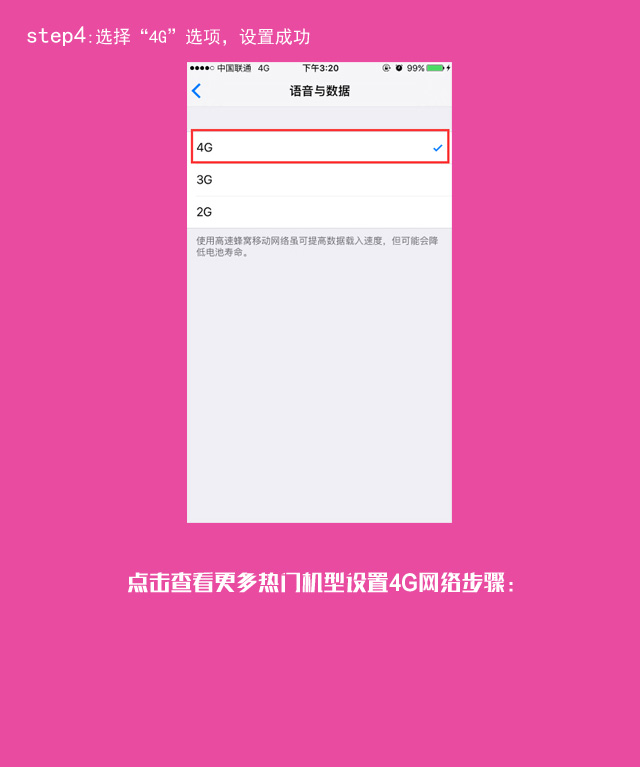 step4:选择“4G”选项，设置成功
中国联通 4G 下午3:20 99%
语音与数据
4G
3G
2G
使用高速蜂窝移动网络虽可提高数据载入速度，但可能会降
低电池寿命。
点击查看更多热门机型设置4G网络步骤：